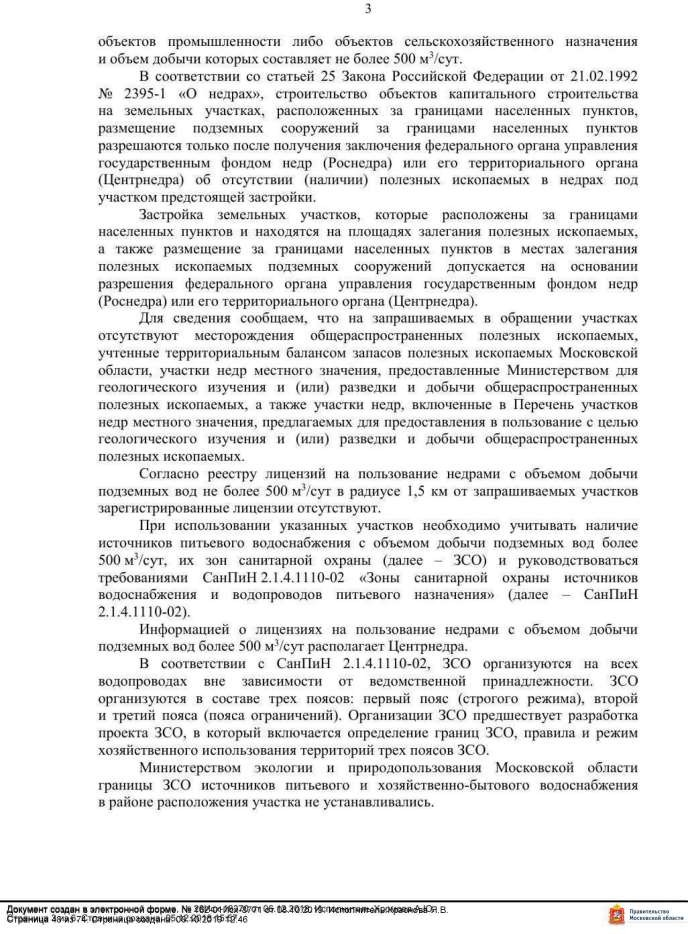 3
объектов промышленности либо объектов сельскохозяйственного назначения
и объем добычи которых составляет не более 500 м³/сут.
В соответствии со статьей 25 Закона Российской Федерации от 21.02.1992
№ 2395-1 «О недрах», строительство объектов капитального строительства
на земельных участках, расположенных за границами населенных пунктов,
размещение подземных сооружений за границами населенных пунктов
разрешаются только после получения заключения федерального органа управления
государственным фондом недр (Роснедра) или его территориального органа
(Центрнедра) об отсутствии (наличии) полезных ископаемых в недрах под
участком предстоящей застройки.
Застройка земельных участков, которые расположены за границами
населенных пунктов и находятся на площадях залегания полезных ископаемых,
а также размещение за границами населенных пунктов в местах залегания
полезных ископаемых подземных сооружений допускается на основании
разрешения федерального органа управления государственным фондом недр
(Роснедра) или его территориального органа (Центрнедра).
Для сведения сообщаем, что на запрашиваемых в обращении участках
отсутствуют месторождения общераспространенных полезных ископаемых,
учтенные территориальным балансом запасов полезных ископаемых Московской
области, участки недр местного значения, предоставленные Министерством для
геологического изучения и (или) разведки и добычи общераспространенных
полезных ископаемых, а также участки недр, включенные в Перечень участков
недр местного значения, предлагаемых для предоставления в пользование с целью
геологического изучения и (или) разведки и добычи общераспространенных
полезных ископаемых.
Согласно реестру лицензий на пользование недрами с объемом добычи
подземных вод не более 500 м³/сут в радиусе 1,5 км от запрашиваемых участков
зарегистрированные лицензии отсутствуют.
При использовании указанных участков необходимо учитывать наличие
источников питьевого водоснабжения с объемом добычи подземных вод более
500 м³/сут, их зон санитарной охраны (далее – ЗСО) и руководствоваться
требованиями СанПиН 2.1.4.1110-02 «Зоны санитарной охраны источников
водоснабжения и водопроводов питьевого назначения» (далее – СанПиН
2.1.4.1110-02).
Информацией о лицензиях на пользование недрами с объемом добычи
подземных вод более 500 м³/сут располагает Центрнедра.
В соответствии с СанПиН 2.1.4.1110-02, ЗСО организуются на всех
водопроводах вне зависимости от ведомственной принадлежности. ЗСО
организуются в составе трех поясов: первый пояс (строгого режима), второй
и третий пояса (пояса ограничений). Организации ЗСО предшествует разработка
проекта ЗСО, в который включается определение границ ЗСО, правила и режим
хозяйственного использования территорий трех поясов ЗСО.
Министерством экологии и природопользования Московской области
границы ЗСО источников питьевого и хозяйственно-бытового водоснабжения
в районе расположения участка не устанавливались.
Документ создан в электронной форме. №
Страница
Правительство
Московской области